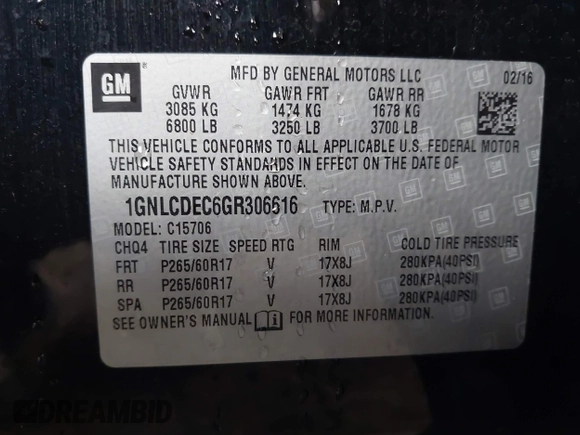 GM
MFD BY GENERAL MOTORS LLC 02/16
GVWR GAWR FRT GAWR RR
3085 KG 1474 KG 1678 KG
6800 LB 3250 LB 3700 LB
THIS VEHICLE CONFORMS TO ALL APPLICABLE U.S. FEDERAL MOTOR
VEHICLE SAFETY STANDARDS IN EFFECT ON THE DATE OF
MANUFACTURE SHOWN ABOVE.
1GNLCDEC6GR306616 TYPE: M.P.V.
MODEL: C15706
CHQ4 TIRE SIZE SPEED RTG RIM COLD TIRE PRESSURE
FRT P265/60R17 V 17X8J 280KPA(40PSI)
RR P265/60R17 V 17X8J 280KPA(40PSI)
SPA P265/60R17 V 17X8J 280KPA(40PSI)
SEE OWNER'S MANUAL i FOR MORE INFORMATION.
DREAMBID